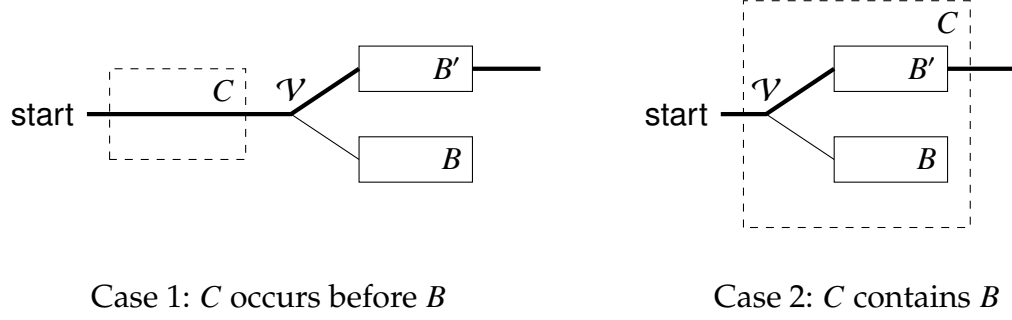 C
𝒱
B′
start
B
Case 1: C occurs before B
C
𝒱
B′
start
B
Case 2: C contains B